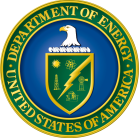 DEPARTMENT OF ENERGY
UNITED STATES OF AMERICA